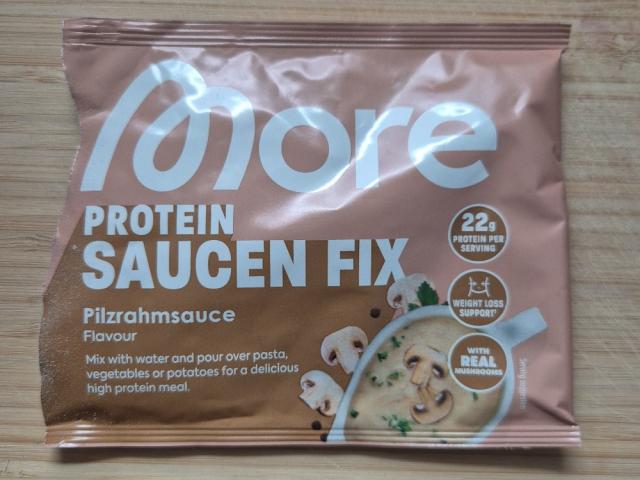 More
PROTEIN
SAUCEN FIX
Pilzrahmsauce
Flavour
Mix with water and pour over pasta,
vegetables or potatoes for a delicious
high protein meal.
22g
PROTEIN PER
SERVING
WEIGHT LOSS
SUPPORT¹
WITH
REAL
MUSHROOMS